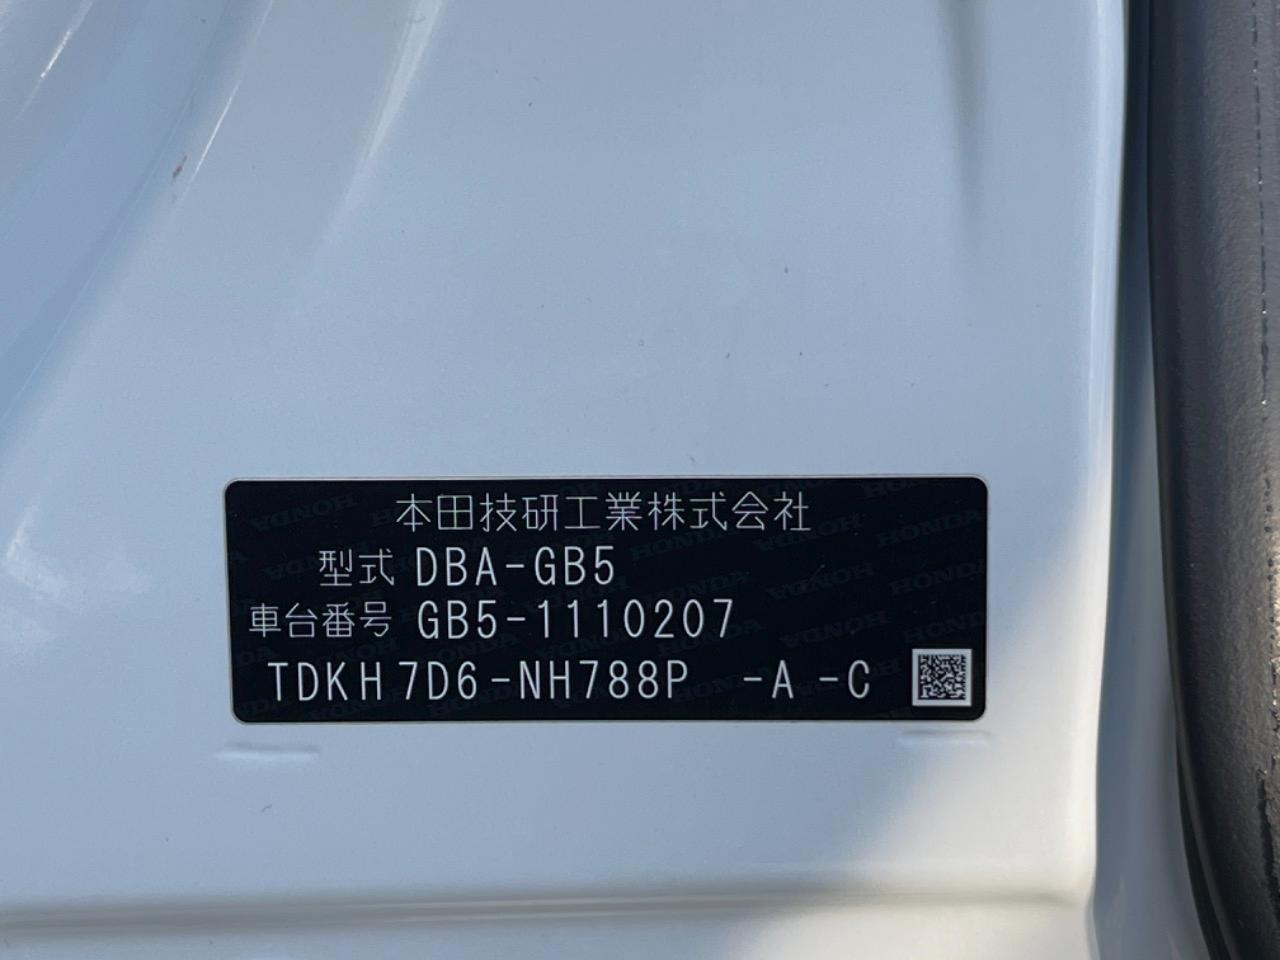 本田技研工業株式会社
型式 DBA-GB5
車台番号 GB5-1110207
TDKH7D6-NH788P -A-C